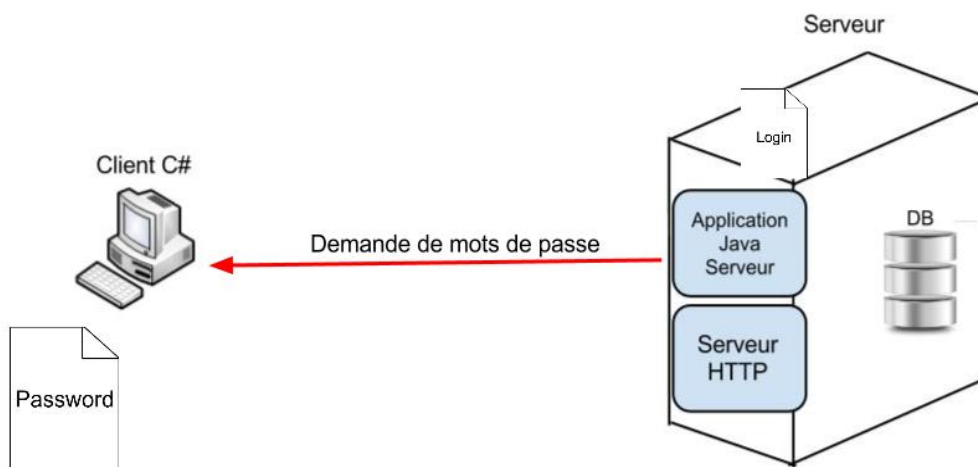 Serveur
Login
Client C#
Application
Java
Serveur
DB
Demande de mots de passe
Serveur
HTTP
Password